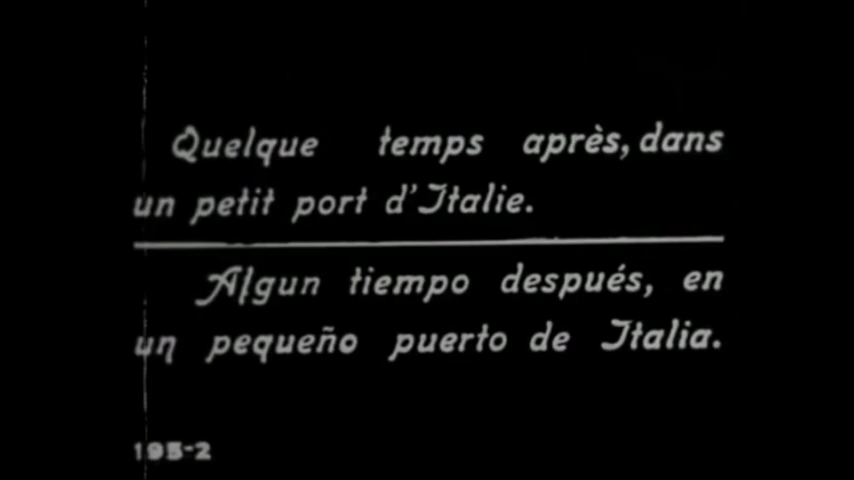 Quelque temps après, dans
un petit port d'Italie.
Algun tiempo después, en
un pequeño puerto de Italia.
195-2